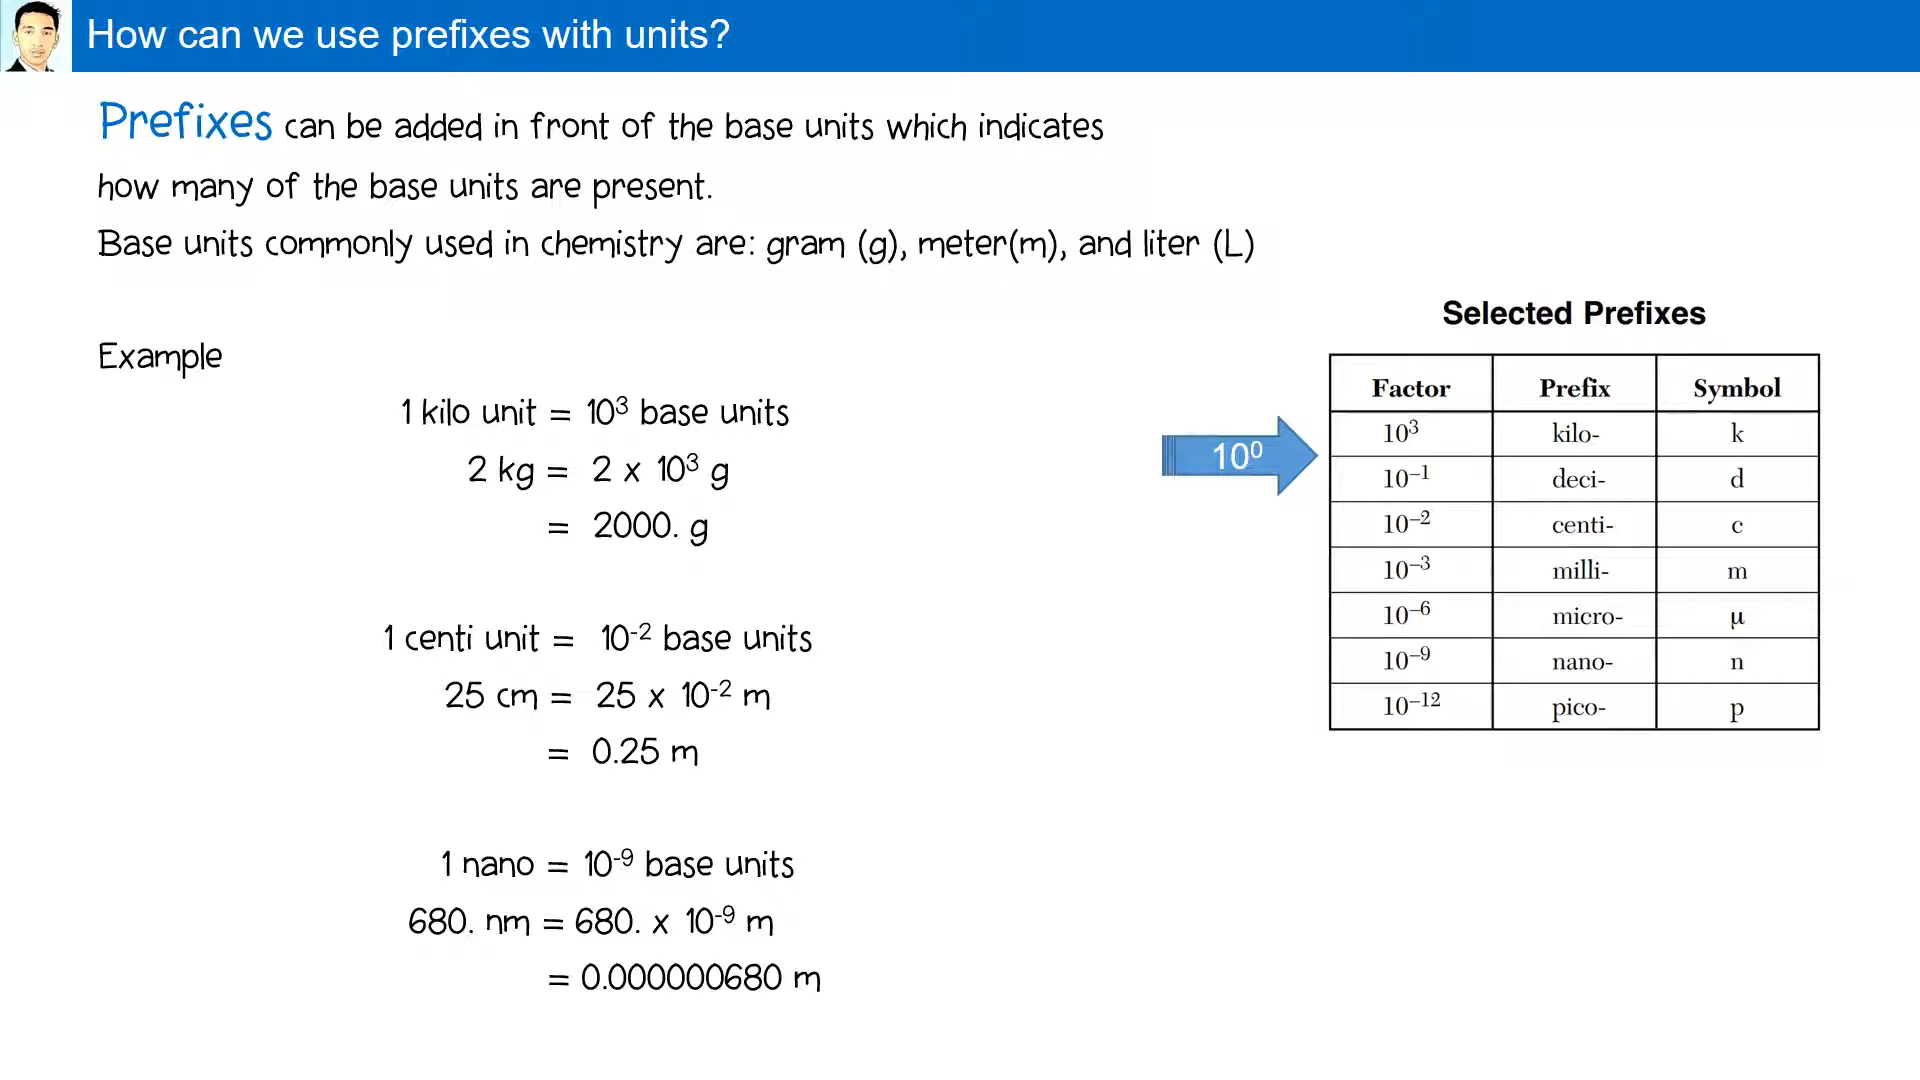 How can we use prefixes with units?
Prefixes can be added in front of the base units which indicates
how many of the base units are present.
Base units commonly used in chemistry are: gram (g), meter(m), and liter (L)
Example
1 kilo unit = 10³ base units
2 kg = 2 x 10³ g
= 2000. g
1 centi unit = 10⁻² base units
25 cm = 25 x 10⁻² m
= 0.25 m
1 nano = 10⁻⁹ base units
680. nm = 680. x 10⁻⁹ m
= 0.000000680 m
10⁰
Selected Prefixes
Factor Prefix Symbol
10³ kilo- k
10⁻¹ deci- d
10⁻² centi- c
10⁻³ milli- m
10⁻⁶ micro- μ
10⁻⁹ nano- n
10⁻¹² pico- p